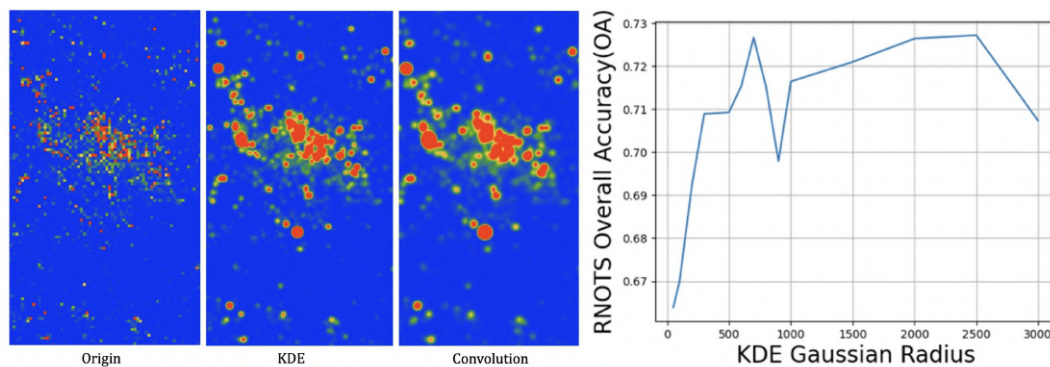 Origin
KDE
Convolution
RNOTS Overall Accuracy(OA)
0.73
0.72
0.71
0.70
0.69
0.68
0.67
0
500
1000
1500
2000
2500
3000
KDE Gaussian Radius